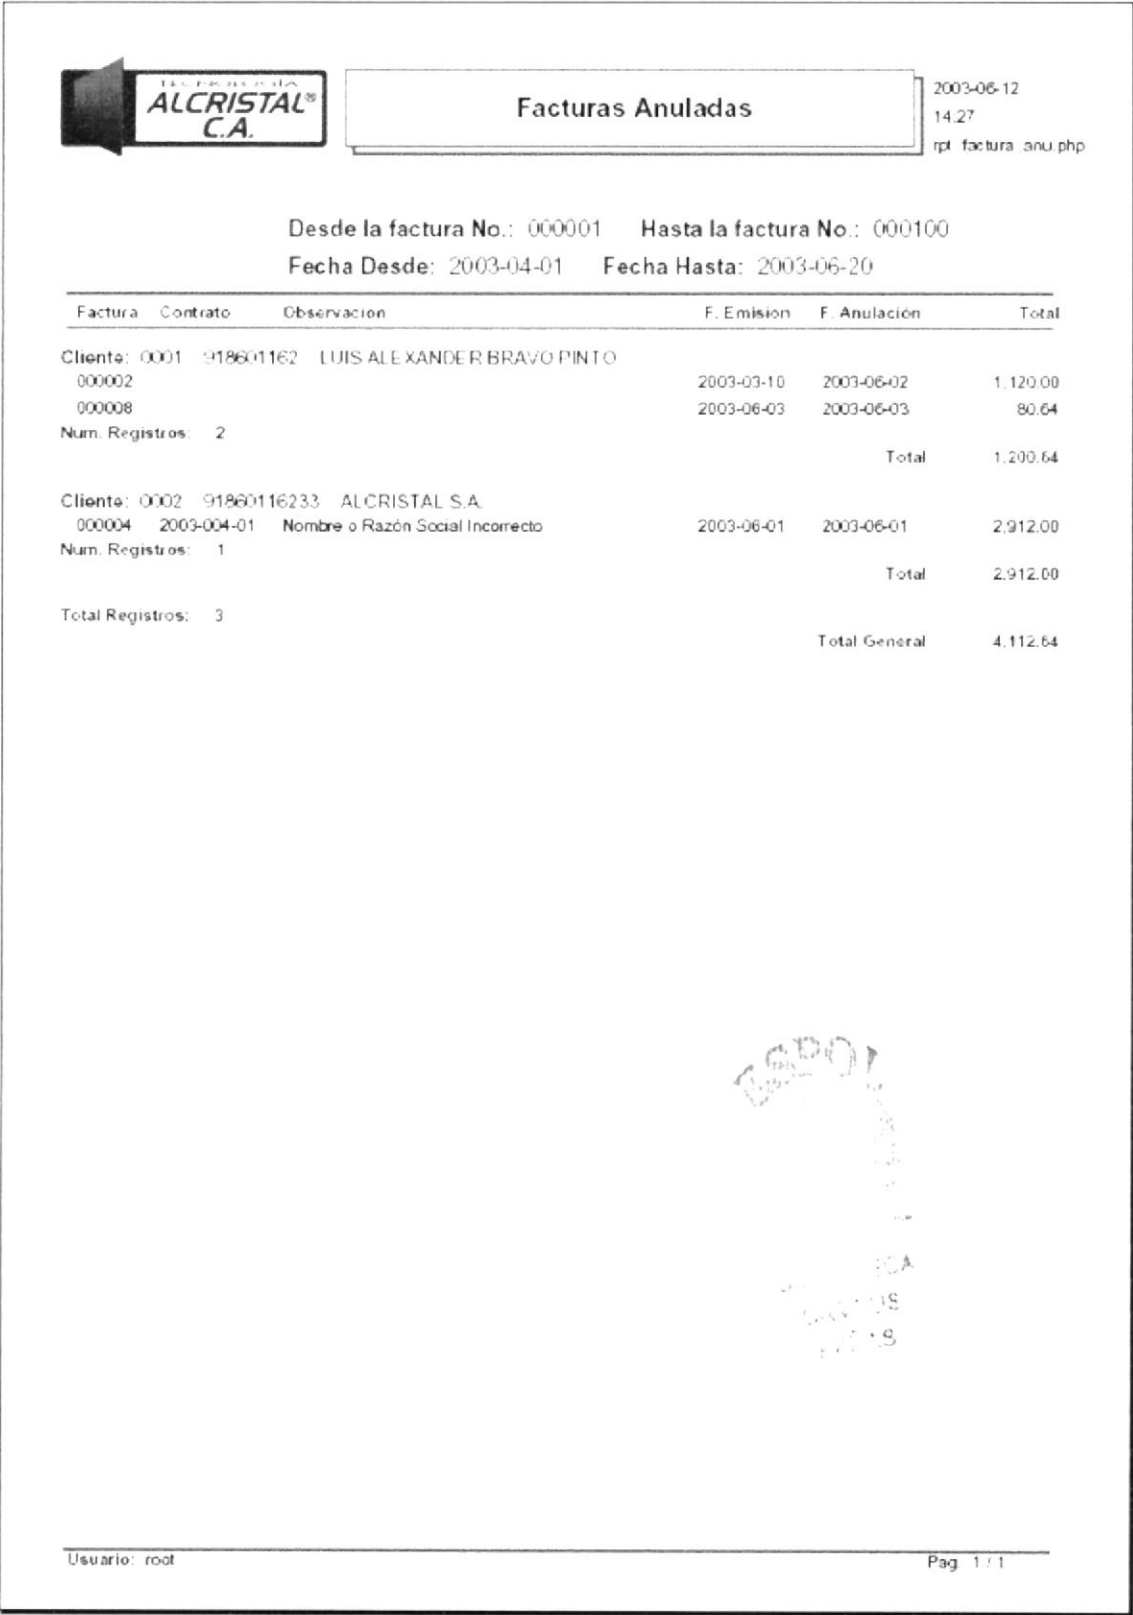 TECNOLOGÍA
ALCRISTAL®
C.A.
Facturas Anuladas
2003-06-12
14:27
rpt_factura_anu.php
Desde la factura No.: 000001 Hasta la factura No.: 000100
Fecha Desde: 2003-04-01 Fecha Hasta: 2003-06-20
Factura Contrato Observacion F. Emision F. Anulación Total
Cliente: 0001 918601162 LUIS ALEXANDER BRAVO PINTO
000002 2003-03-10 2003-06-02 1,120.00
000008 2003-06-03 2003-06-03 80.64
Num. Registros: 2
Total 1,200.64
Cliente: 0002 91860116233 ALCRISTAL S.A.
000004 2003-004-01 Nombre o Razón Social Incorrecto 2003-06-01 2003-06-01 2,912.00
Num. Registros: 1
Total 2,912.00
Total Registros: 3
Total General 4,112.64
ESPOL
Usuario: root Pag. 1 / 1